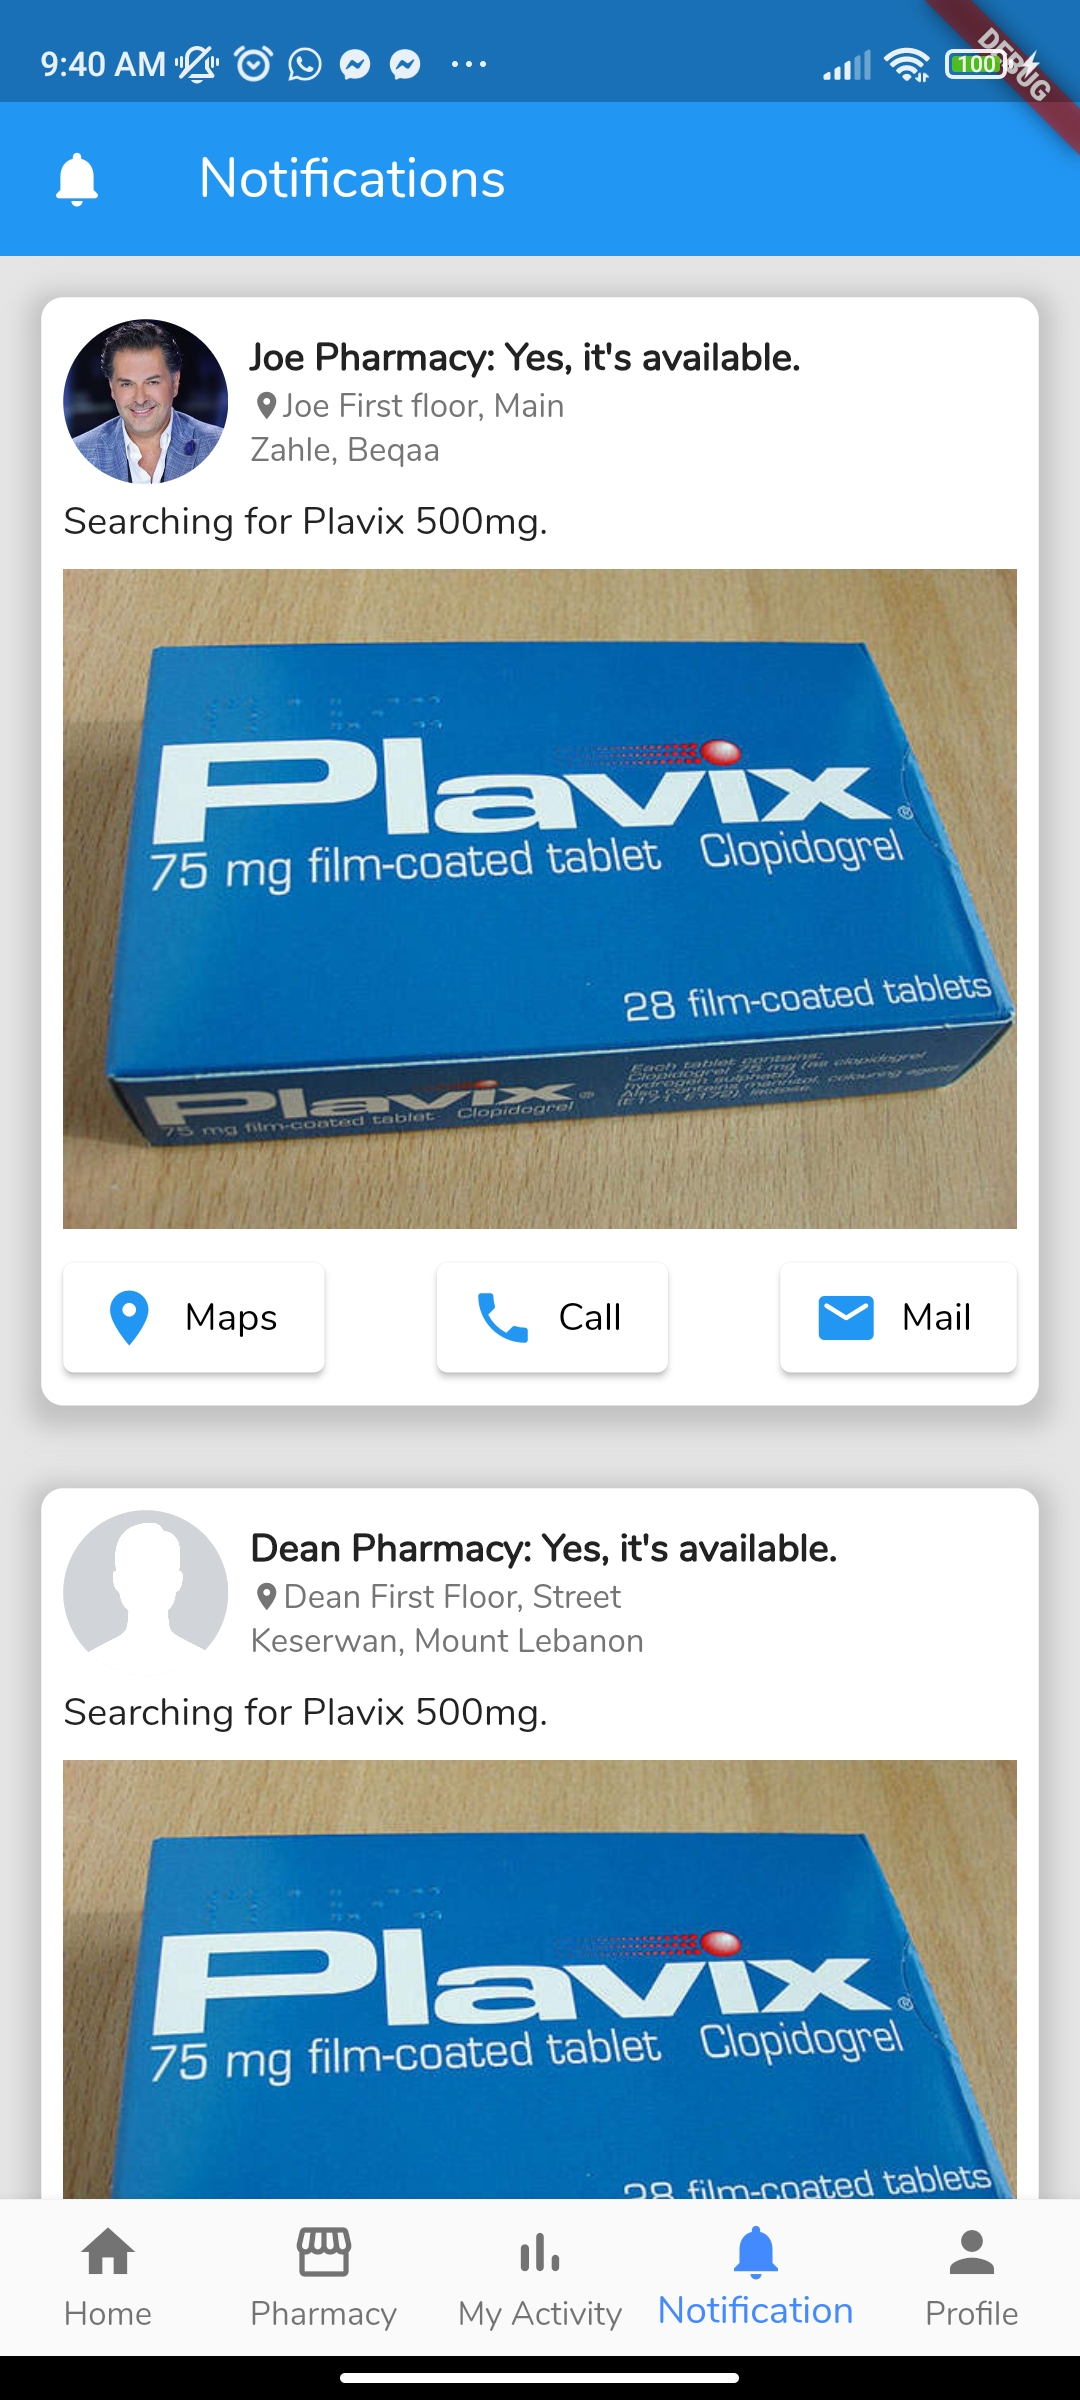 9:40 AM
100
DEBUG
Notifications
Joe Pharmacy: Yes, it's available.
Joe First floor, Main
Zahle, Beqaa
Searching for Plavix 500mg.
Plavix®
75 mg film-coated tablet Clopidogrel
28 film-coated tablets
Plavix®
75 mg film-coated tablet Clopidogrel
Each tablet contains:
Clopidogrel 75 mg (as clopidogrel
hydrogen sulphate).
Also contains mannitol, colouring agents
(E171, E172), lactose.
Maps
Call
Mail
Dean Pharmacy: Yes, it's available.
Dean First Floor, Street
Keserwan, Mount Lebanon
Searching for Plavix 500mg.
Plavix®
75 mg film-coated tablet Clopidogrel
28 film-coated tablets
Home
Pharmacy
My Activity
Notification
Profile